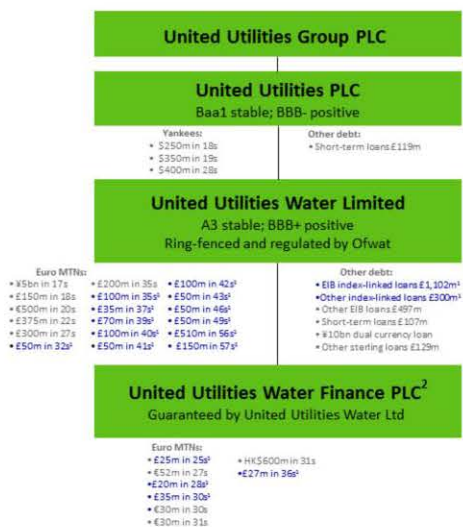 United Utilities Group PLC
United Utilities PLC
Baa1 stable; BBB- positive
Yankees:
• $250m in 18s
• $350m in 19s
• $400m in 28s
Other debt:
• Short-term loans £119m
United Utilities Water Limited
A3 stable; BBB+ positive
Ring-fenced and regulated by Ofwat
Euro MTNs:
• ¥5bn in 17s
• £150m in 18s
• €500m in 20s
• £375m in 22s
• £300m in 27s
• £50m in 32s¹
• £200m in 35s
• £100m in 35s¹
• £35m in 37s¹
• £70m in 39s¹
• £100m in 40s¹
• £50m in 41s¹
• £100m in 42s¹
• £50m in 43s¹
• £50m in 46s¹
• £50m in 49s¹
• £510m in 56s¹
• £150m in 57s¹
Other debt:
• EIB index-linked loans £1,102m¹
• Other index-linked loans £300m¹
• Other EIB loans £497m
• Short-term loans £107m
• ¥10bn dual currency loan
• Other sterling loans £129m
United Utilities Water Finance PLC²
Guaranteed by United Utilities Water Ltd
Euro MTNs:
• £25m in 25s¹
• €52m in 27s
• £20m in 28s¹
• £35m in 30s¹
• €30m in 30s
• €30m in 31s
• HK$600m in 31s
• £27m in 36s¹